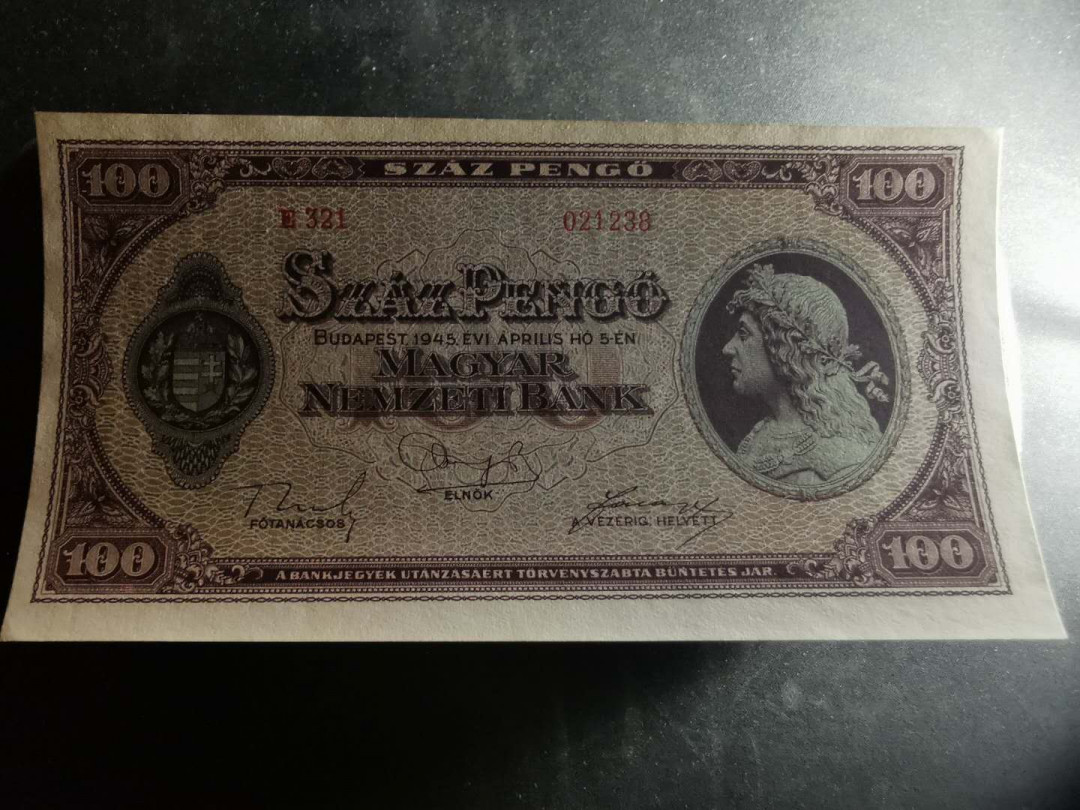 100 SZÁZ PENGŐ 100
E 321 021238
SZÁZ PENGŐ
BUDAPEST, 1945. ÉVI ÁPRILIS HÓ 5-ÉN
MAGYAR
NEMZETI BANK
FŐTANÁCSOS ELNÖK A VEZÉRIG. HELYETT
100 A BANKJEGYEK UTÁNZÁSAÉRT TÖRVÉNYSZABTA BÜNTETÉS JÁR. 100